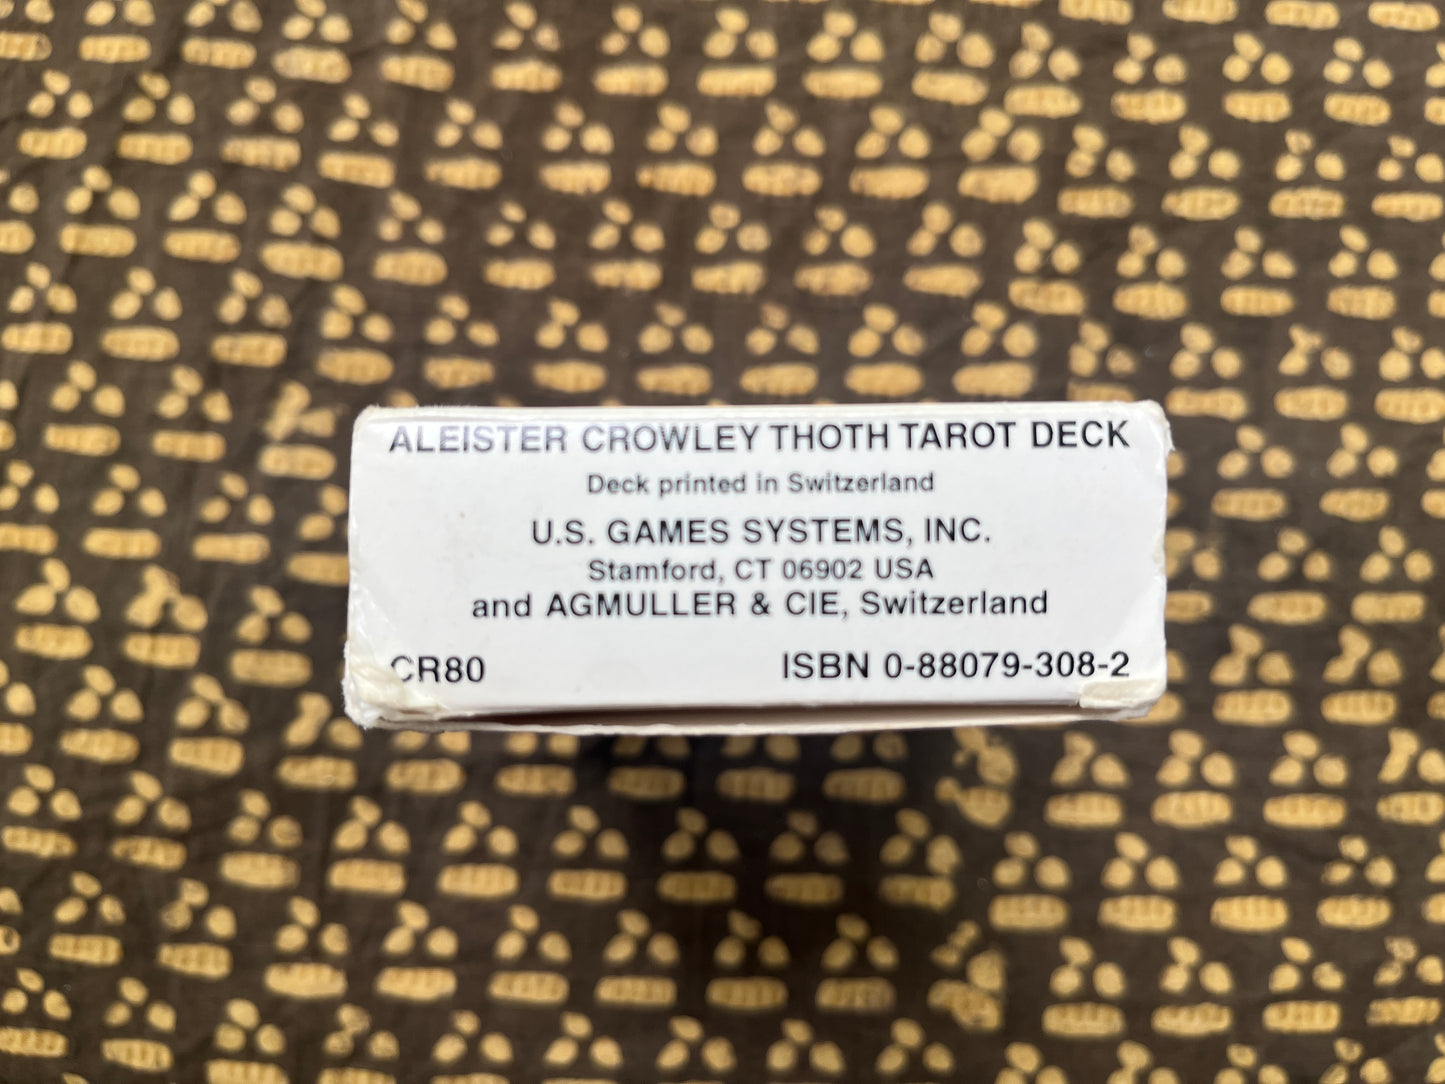 ALEISTER CROWLEY THOTH TAROT DECK
Deck printed in Switzerland
U.S. GAMES SYSTEMS, INC.
Stamford, CT 06902 USA
and AGMULLER & CIE, Switzerland
CR80
ISBN 0-88079-308-2